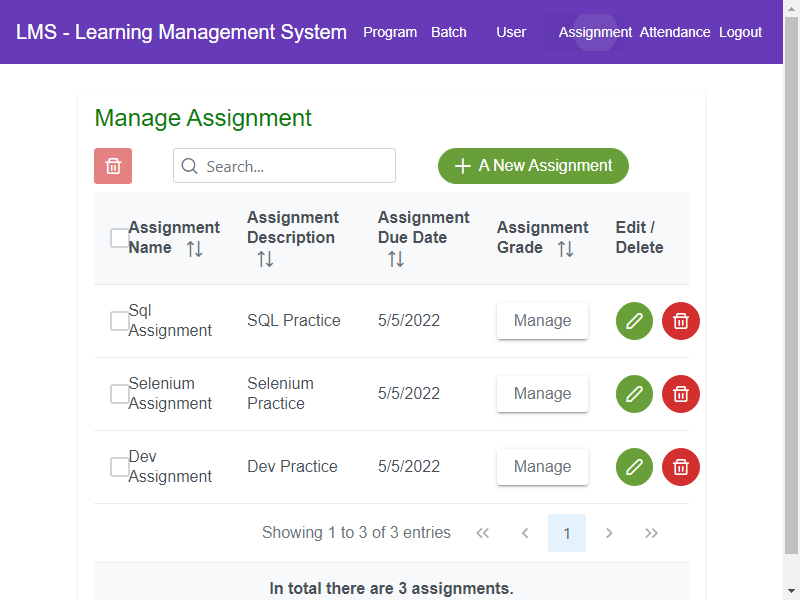 LMS - Learning Management System Program Batch User Assignment Attendance Logout
Manage Assignment
Search... A New Assignment
Assignment Name Assignment Description Assignment Due Date Assignment Grade Edit / Delete
Sql Assignment SQL Practice 5/5/2022 Manage
Selenium Assignment Selenium Practice 5/5/2022 Manage
Dev Assignment Dev Practice 5/5/2022 Manage
Showing 1 to 3 of 3 entries 1
In total there are 3 assignments.